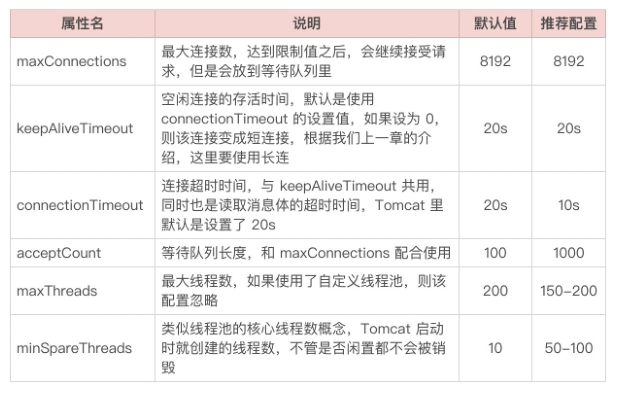 属性名 说明 默认值 推荐配置
maxConnections 最大连接数，达到限制值之后，会继续接受请 8192 8192
求，但是会放到等待队列里
空闲连接的存活时间，默认是使用
keepAliveTimeout connectionTimeout 的设置值，如果设为 0， 20s 20s
则该连接变成短连接，根据我们上一章的介
绍，这里要使用长连
连接超时时间，与 keepAliveTimeout 共用，
connectionTimeout 同时也是读取消息体的超时时间，Tomcat 里 20s 10s
默认是设置了 20s
acceptCount 等待队列长度，和 maxConnections 配合使用 100 1000
maxThreads 最大线程数，如果使用了自定义线程池，则该 200 150-200
配置忽略
类似线程池的核心线程数概念，Tomcat 启动
minSpareThreads 时就创建的线程数，不管是否闲置都不会被销 10 50-100
毁